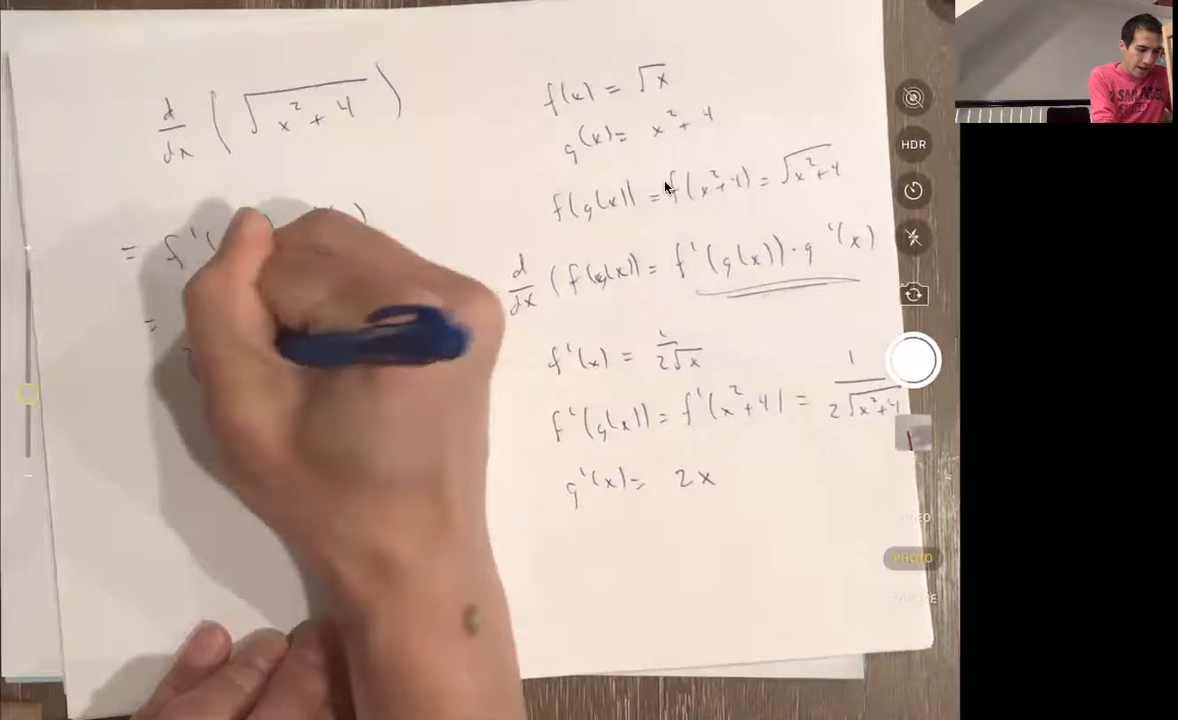 d/dx (√(x² + 4))
= f'(
=
f(x) = √x
g(x) = x² + 4
f(g(x)) = f(x²+4) = √(x²+4)
d/dx (f(g(x)) = f'(g(x)) · g'(x)
f'(x) = 1/(2√x)
f'(g(x)) = f'(x²+4) = 1/(2√(x²+4))
g'(x) = 2x
HDR
PHOTO